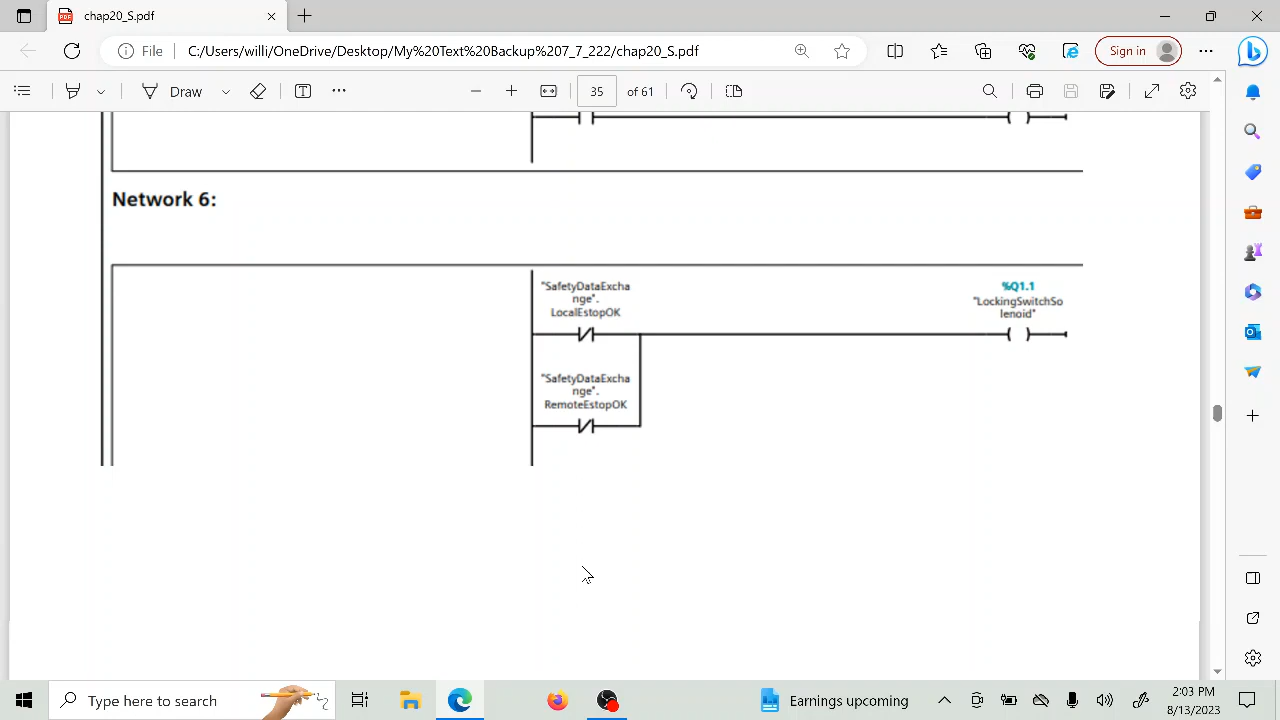 chap20_S.pdf
File
C:/Users/willi/OneDrive/Desktop/My%20Text%20Backup%207_7_222/chap20_S.pdf
Sign in
Draw
35
of 61
Network 6:
"SafetyDataExcha
nge".
LocalEstopOK
%Q1.1
"LockingSwitchSo
lenoid"
"SafetyDataExcha
nge".
RemoteEstopOK
Type here to search
Earnings upcoming
2:03 PM
8/13/2023